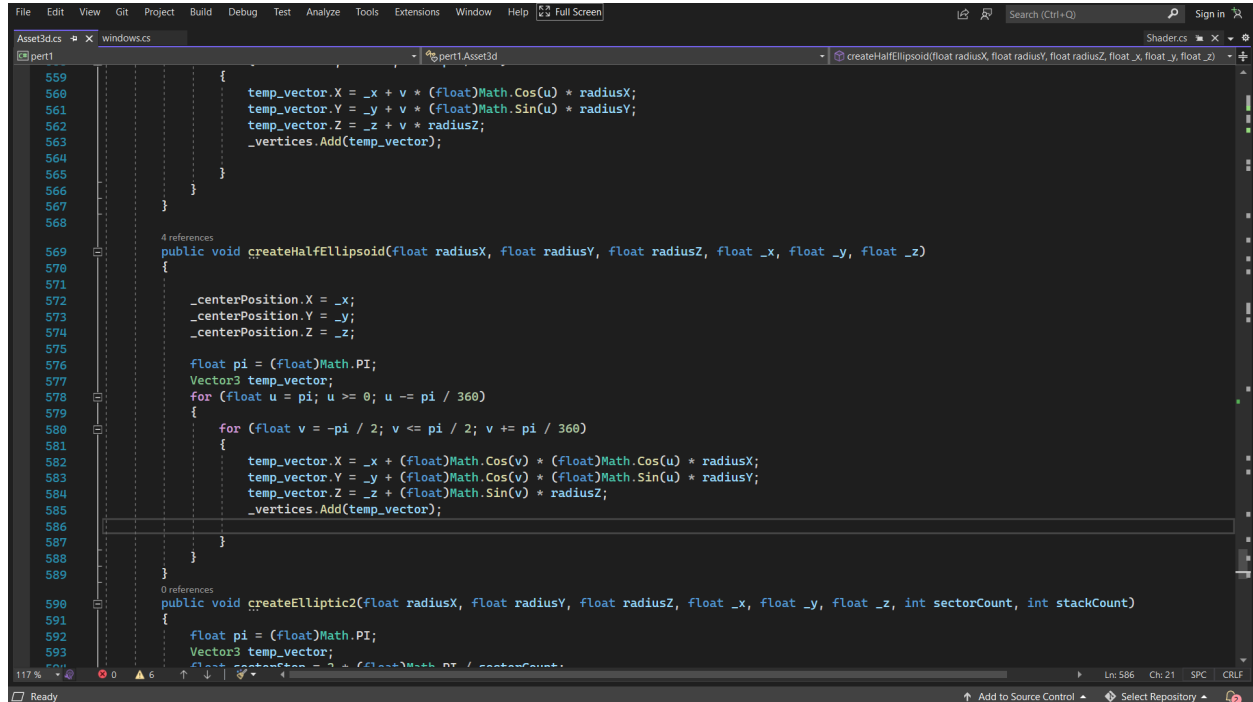 File Edit View Git Project Build Debug Test Analyze Tools Extensions Window Help Full Screen Search (Ctrl+Q) Sign in
Asset3d.cs windows.cs Shader.cs
pert1 pert1.Asset3d createHalfEllipsoid(float radiusX, float radiusY, float radiusZ, float _x, float _y, float _z)
559 {
560 temp_vector.X = _x + v * (float)Math.Cos(u) * radiusX;
561 temp_vector.Y = _y + v * (float)Math.Sin(u) * radiusY;
562 temp_vector.Z = _z + v * radiusZ;
563 _vertices.Add(temp_vector);
564
565 }
566 }
567 }
568
4 references
569 public void createHalfEllipsoid(float radiusX, float radiusY, float radiusZ, float _x, float _y, float _z)
570 {
571
572 _centerPosition.X = _x;
573 _centerPosition.Y = _y;
574 _centerPosition.Z = _z;
575
576 float pi = (float)Math.PI;
577 Vector3 temp_vector;
578 for (float u = pi; u >= 0; u -= pi / 360)
579 {
580 for (float v = -pi / 2; v <= pi / 2; v += pi / 360)
581 {
582 temp_vector.X = _x + (float)Math.Cos(v) * (float)Math.Cos(u) * radiusX;
583 temp_vector.Y = _y + (float)Math.Cos(v) * (float)Math.Sin(u) * radiusY;
584 temp_vector.Z = _z + (float)Math.Sin(v) * radiusZ;
585 _vertices.Add(temp_vector);
586
587 }
588 }
589 }
0 references
590 public void createElliptic2(float radiusX, float radiusY, float radiusZ, float _x, float _y, float _z, int sectorCount, int stackCount)
591 {
592 float pi = (float)Math.PI;
593 Vector3 temp_vector;
117 % 0 6 Ln: 586 Ch: 21 SPC CRLF
Ready Add to Source Control Select Repository 2